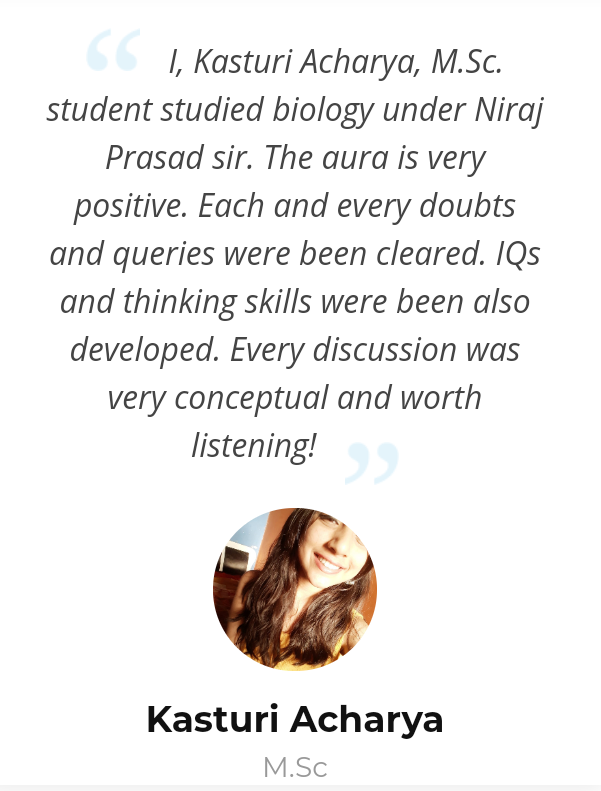 “ I, Kasturi Acharya, M.Sc.
student studied biology under Niraj
Prasad sir. The aura is very
positive. Each and every doubts
and queries were been cleared. IQs
and thinking skills were been also
developed. Every discussion was
very conceptual and worth
listening! ”
Kasturi Acharya
M.Sc